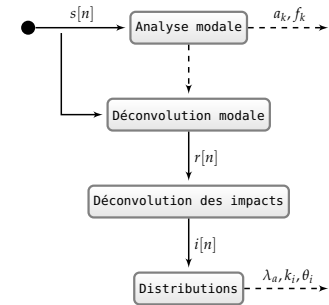 s[n]
Analyse modale
a_k, f_k
Déconvolution modale
r[n]
Déconvolution des impacts
i[n]
Distributions
λ_a, k_i, θ_i